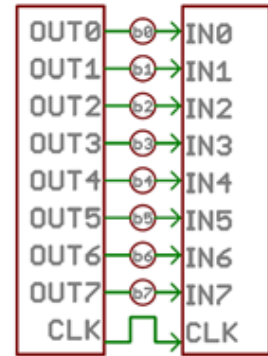 OUT0 b0 IN0
OUT1 b1 IN1
OUT2 b2 IN2
OUT3 b3 IN3
OUT4 b4 IN4
OUT5 b5 IN5
OUT6 b6 IN6
OUT7 b7 IN7
CLK CLK